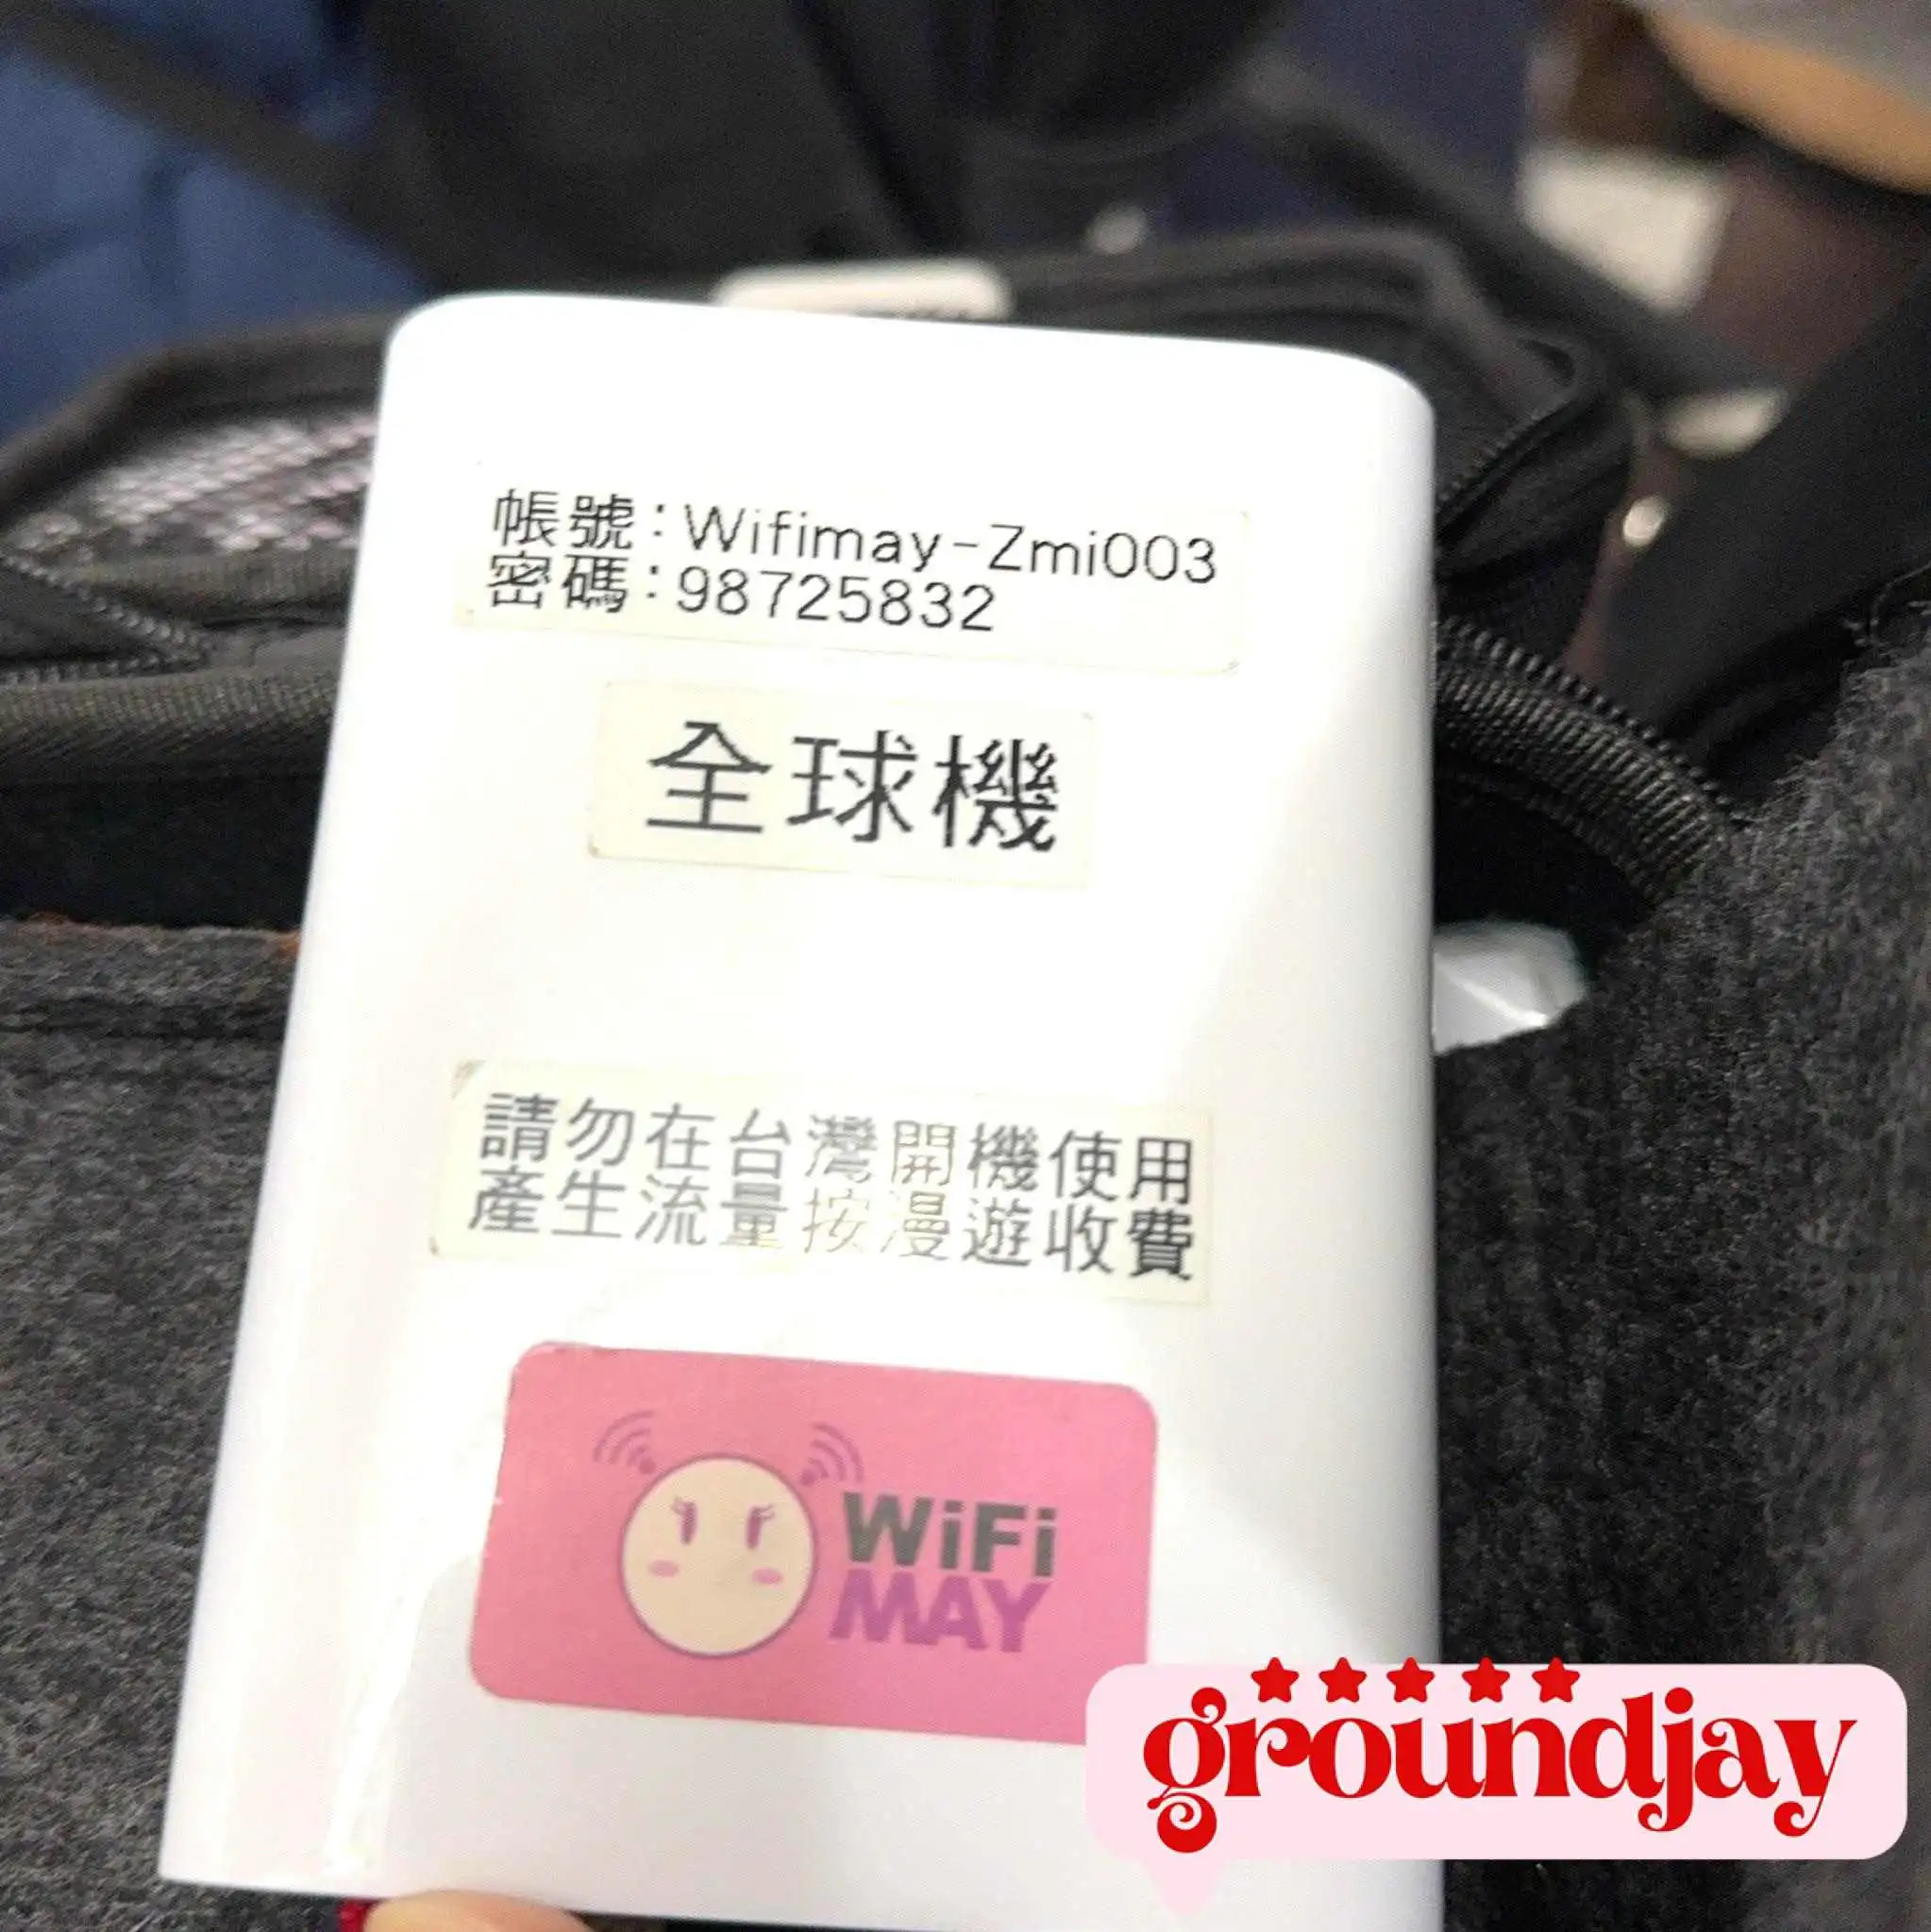 帳號：Wifimay-Zmi003
密碼：98725832
全球機
請勿在台灣開機使用
產生流量按漫遊收費
WiFi
MAY
groundjay